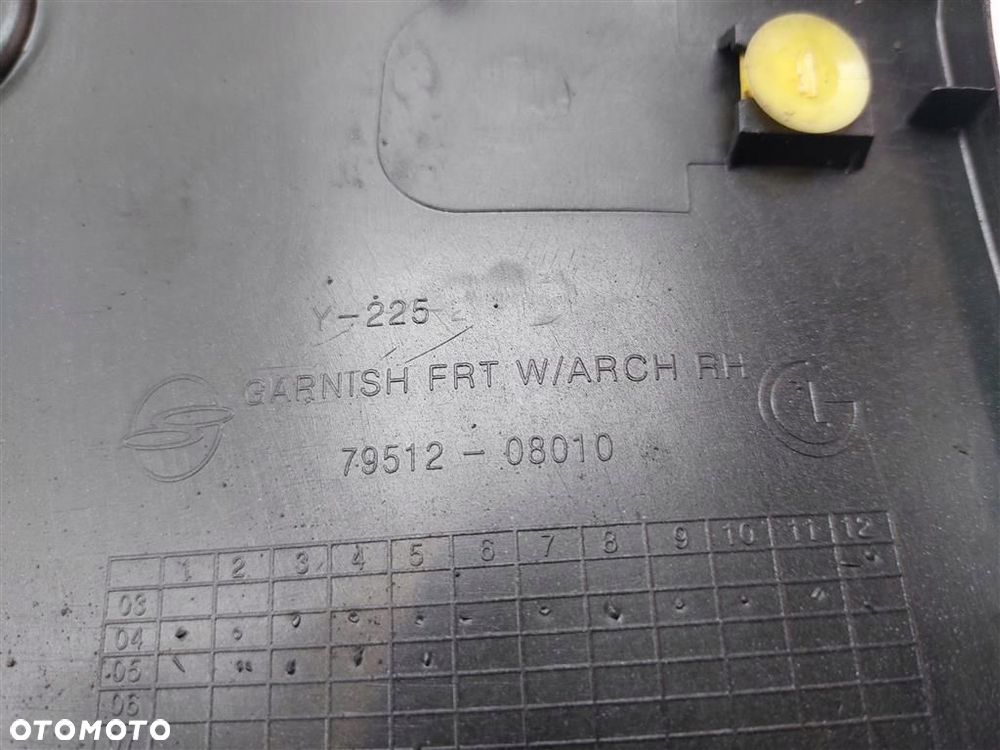 Y-225
GARNISH FRT W/ARCH RH
79512 - 08010
1 2 3 4 5 6 7 8 9 10 11 12
03
04
05
06
OTOMOTO